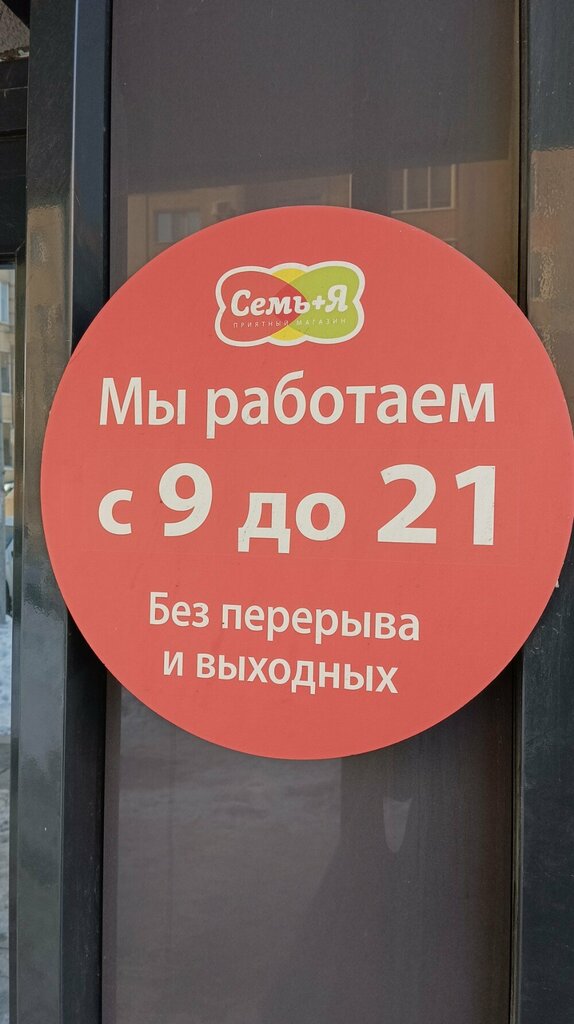 Семь+Я
ПРИЯТНЫЙ МАГАЗИН
Мы работаем
с 9 до 21
Без перерыва
и выходных